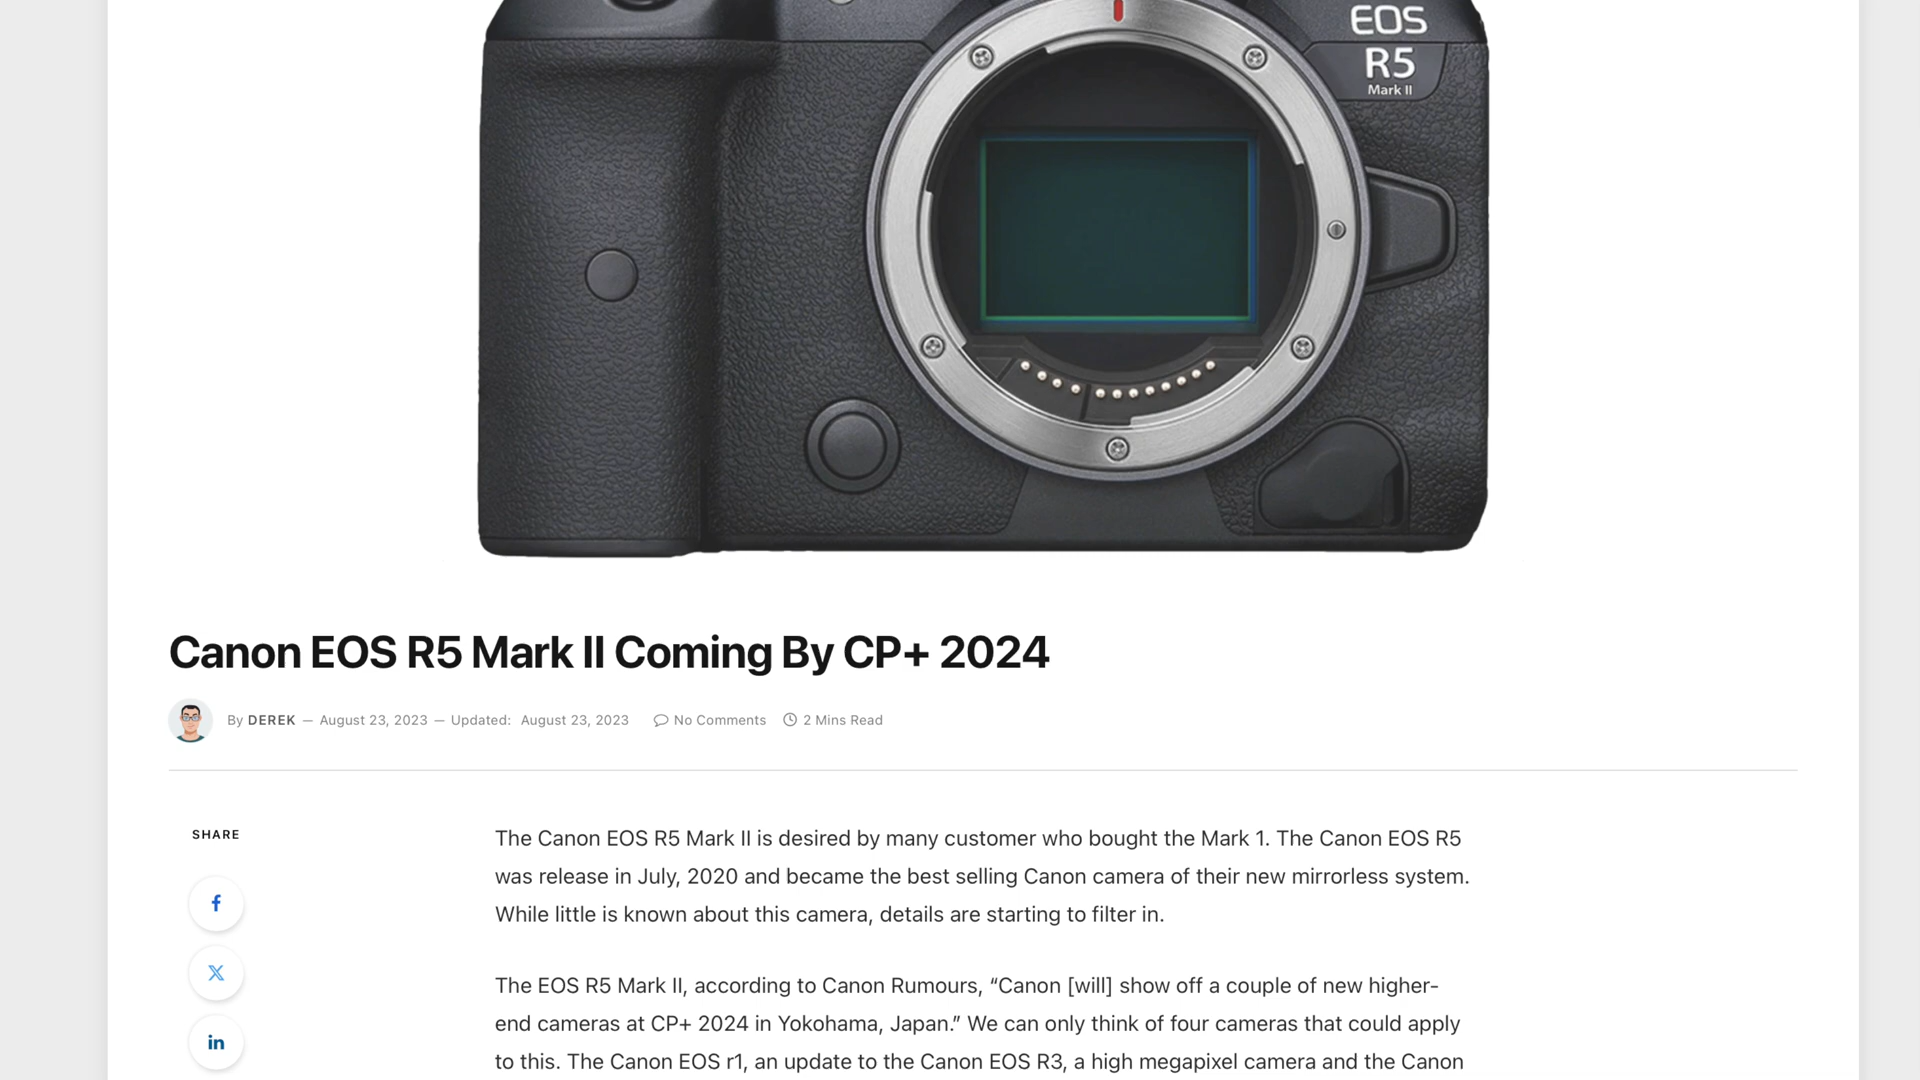 EOS
R5
Mark II
Canon EOS R5 Mark II Coming By CP+ 2024
By DEREK — August 23, 2023 — Updated: August 23, 2023 No Comments 2 Mins Read
SHARE
The Canon EOS R5 Mark II is desired by many customer who bought the Mark 1. The Canon EOS R5
was release in July, 2020 and became the best selling Canon camera of their new mirrorless system.
While little is known about this camera, details are starting to filter in.
The EOS R5 Mark II, according to Canon Rumours, “Canon [will] show off a couple of new higher-
end cameras at CP+ 2024 in Yokohama, Japan.” We can only think of four cameras that could apply
to this. The Canon EOS r1, an update to the Canon EOS R3, a high megapixel camera and the Canon